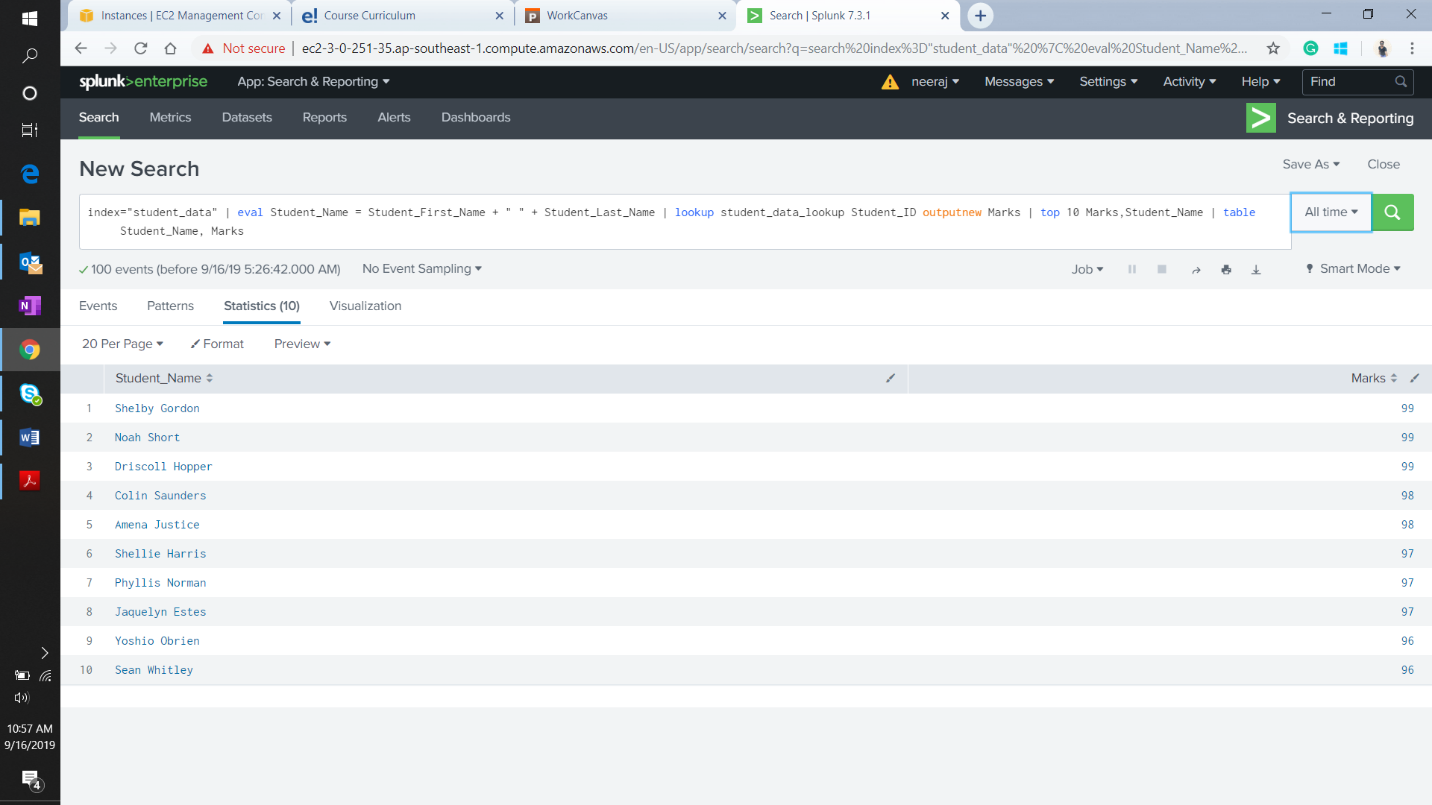 Instances | EC2 Management Co
Course Curriculum
WorkCanvas
Search | Splunk 7.3.1
Not secure | ec2-3-0-251-35.ap-southeast-1.compute.amazonaws.com/en-US/app/search/search?q=search%20index%3D"student_data"%20%7C%20eval%20Student_Name%2...
splunk>enterprise App: Search & Reporting neeraj Messages Settings Activity Help Find
Search Metrics Datasets Reports Alerts Dashboards Search & Reporting
New Search Save As Close
index="student_data" | eval Student_Name = Student_First_Name + " " + Student_Last_Name | lookup student_data_lookup Student_ID outputnew Marks | top 10 Marks,Student_Name | table
Student_Name, Marks
All time
100 events (before 9/16/19 5:26:42.000 AM) No Event Sampling Job Smart Mode
Events Patterns Statistics (10) Visualization
20 Per Page Format Preview
Student_Name Marks
1 Shelby Gordon 99
2 Noah Short 99
3 Driscoll Hopper 99
4 Colin Saunders 98
5 Amena Justice 98
6 Shellie Harris 97
7 Phyllis Norman 97
8 Jaquelyn Estes 97
9 Yoshio Obrien 96
10 Sean Whitley 96
10:57 AM
9/16/2019
4